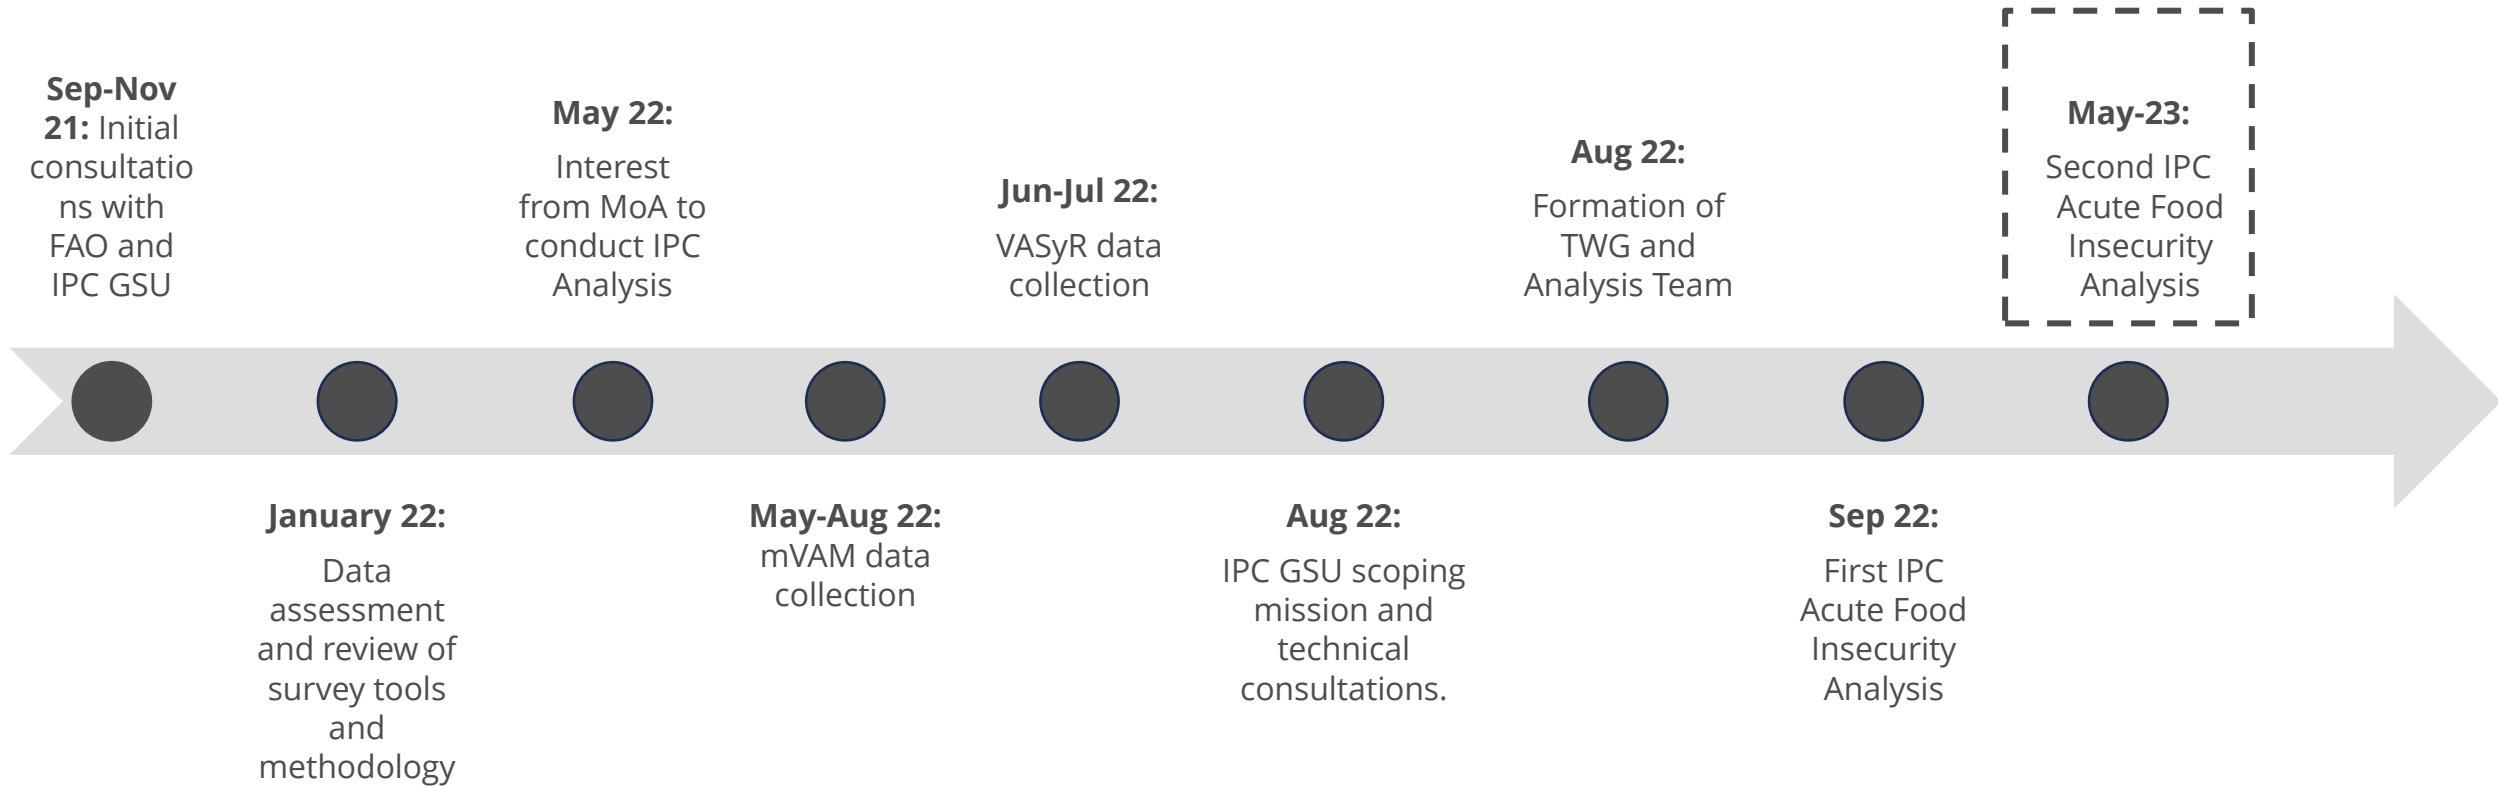 Sep-Nov
21: Initial
consultatio
ns with
FAO and
IPC GSU
January 22:
Data
assessment
and review of
survey tools
and
methodology
May 22:
Interest
from MoA to
conduct IPC
Analysis
May-Aug 22:
mVAM data
collection
Jun-Jul 22:
VASyR data
collection
Aug 22:
IPC GSU scoping
mission and
technical
consultations.
Aug 22:
Formation of
TWG and
Analysis Team
Sep 22:
First IPC
Acute Food
Insecurity
Analysis
May-23:
Second IPC
Acute Food
Insecurity
Analysis